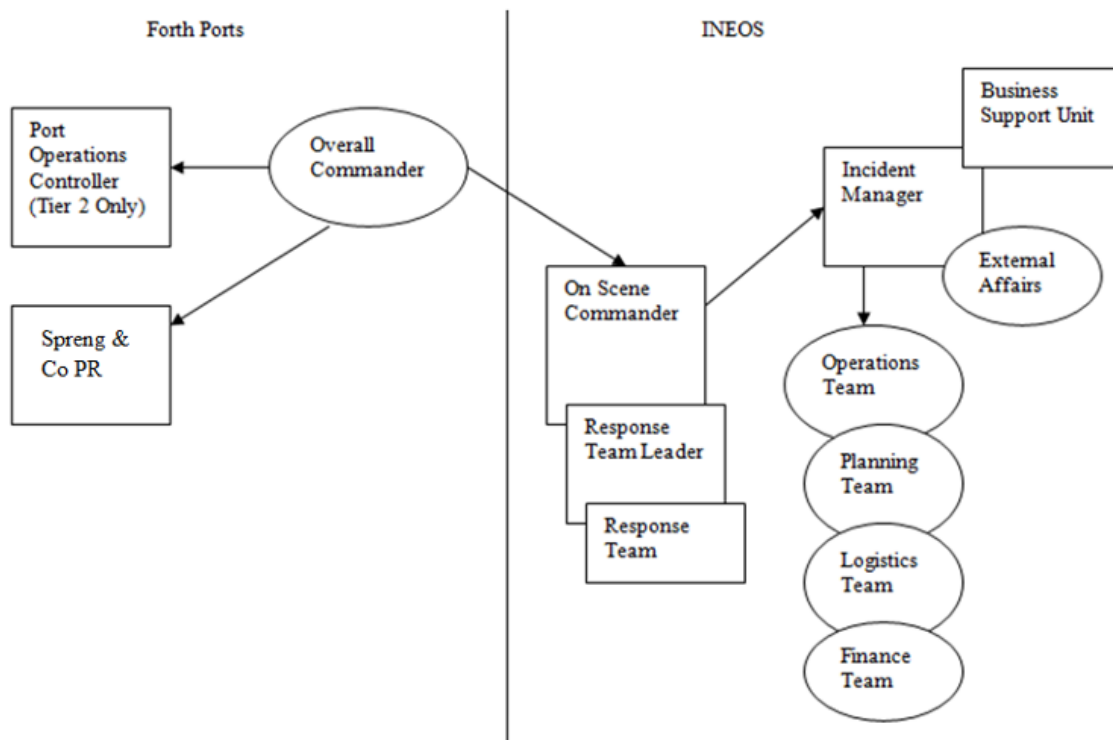 Forth Ports
INEOS
Port
Operations
Controller
(Tier 2 Only)
Overall
Commander
Spreng &
Co PR
Business
Support Unit
Incident
Manager
External
Affairs
On Scene
Commander
Response
Team Leader
Response
Team
Operations
Team
Planning
Team
Logistics
Team
Finance
Team